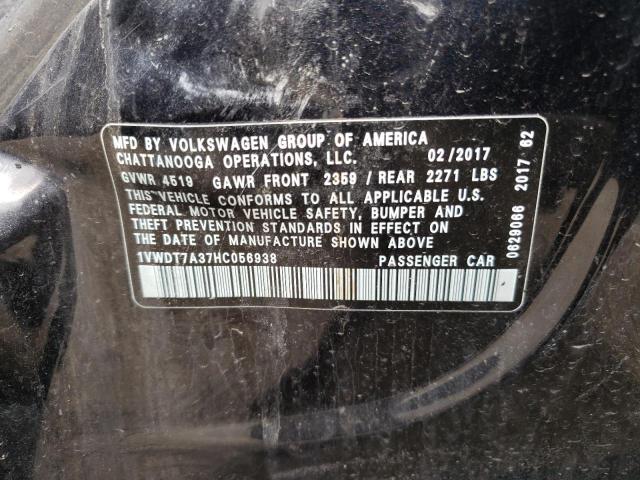 MFD BY VOLKSWAGEN GROUP OF AMERICA
CHATTANOOGA OPERATIONS, LLC. 02/2017
GVWR 4519 GAWR FRONT 2359 / REAR 2271 LBS
THIS VEHICLE CONFORMS TO ALL APPLICABLE U.S.
FEDERAL MOTOR VEHICLE SAFETY, BUMPER AND
THEFT PREVENTION STANDARDS IN EFFECT ON
THE DATE OF MANUFACTURE SHOWN ABOVE
1VWDT7A37HC056938 PASSENGER CAR
0629066 2017 62